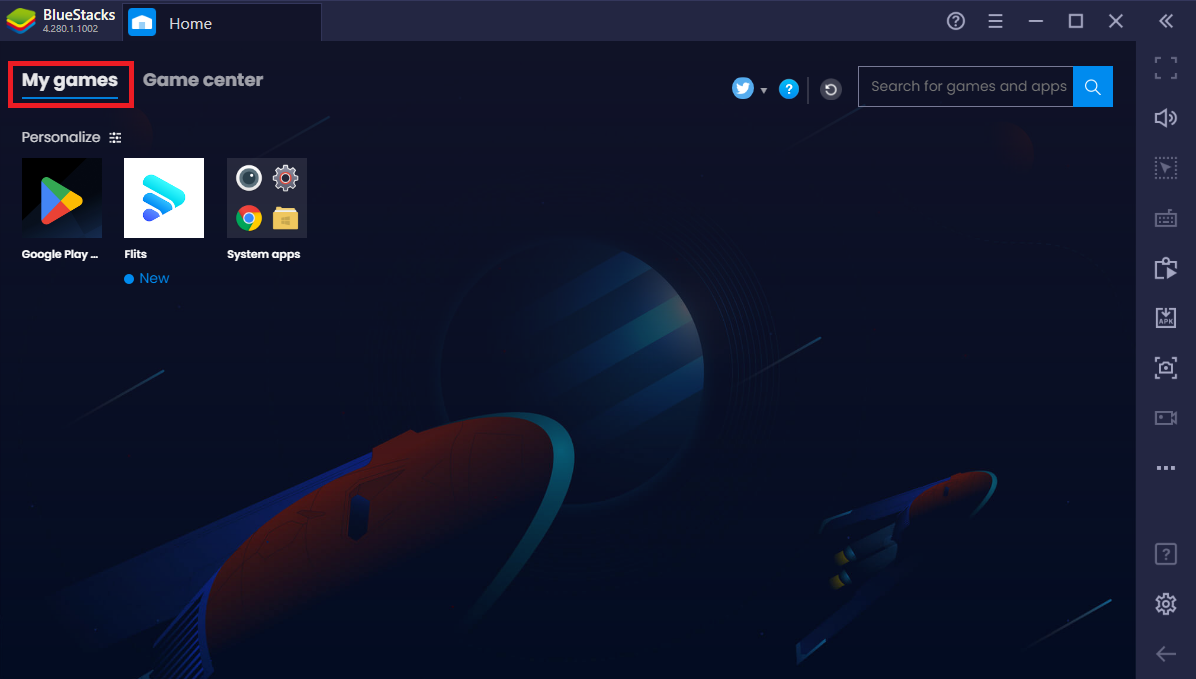 BlueStacks
4.280.1.1002
Home
My games
Game center
?
Search for games and apps
Personalize
Google Play ...
Flits
System apps
New
APK
?